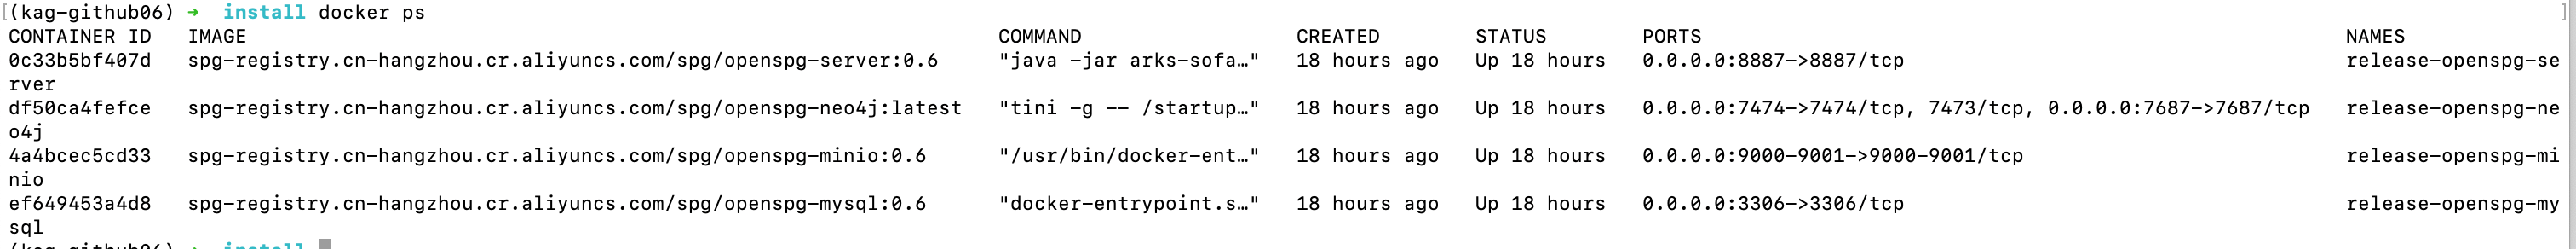 [(kag-github06) ➜  install docker ps ]
CONTAINER ID   IMAGE                                                              COMMAND                  CREATED        STATUS        PORTS                                                    NAMES
0c33b5bf407d   spg-registry.cn-hangzhou.cr.aliyuncs.com/spg/openspg-server:0.6     "java -jar arks-sofa…"   18 hours ago   Up 18 hours   0.0.0.0:8887->8887/tcp                                   release-openspg-se
rver
df50ca4fefce   spg-registry.cn-hangzhou.cr.aliyuncs.com/spg/openspg-neo4j:latest   "tini -g -- /startup…"   18 hours ago   Up 18 hours   0.0.0.0:7474->7474/tcp, 7473/tcp, 0.0.0.0:7687->7687/tcp   release-openspg-ne
o4j
4a4bcec5cd33   spg-registry.cn-hangzhou.cr.aliyuncs.com/spg/openspg-minio:0.6      "/usr/bin/docker-ent…"   18 hours ago   Up 18 hours   0.0.0.0:9000-9001->9000-9001/tcp                         release-openspg-mi
nio
ef649453a4d8   spg-registry.cn-hangzhou.cr.aliyuncs.com/spg/openspg-mysql:0.6      "docker-entrypoint.s…"   18 hours ago   Up 18 hours   0.0.0.0:3306->3306/tcp                                   release-openspg-my
sql
(kag-github06) ➜  install